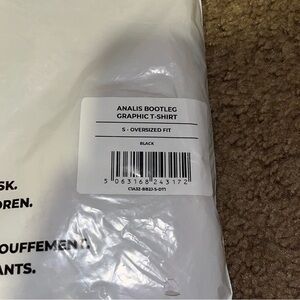 ANALIS BOOTLEG
GRAPHIC T-SHIRT
S - OVERSIZED FIT
BLACK
5 063168 243172
SK.
DREN.
OUFFEMENT.
ANTS.